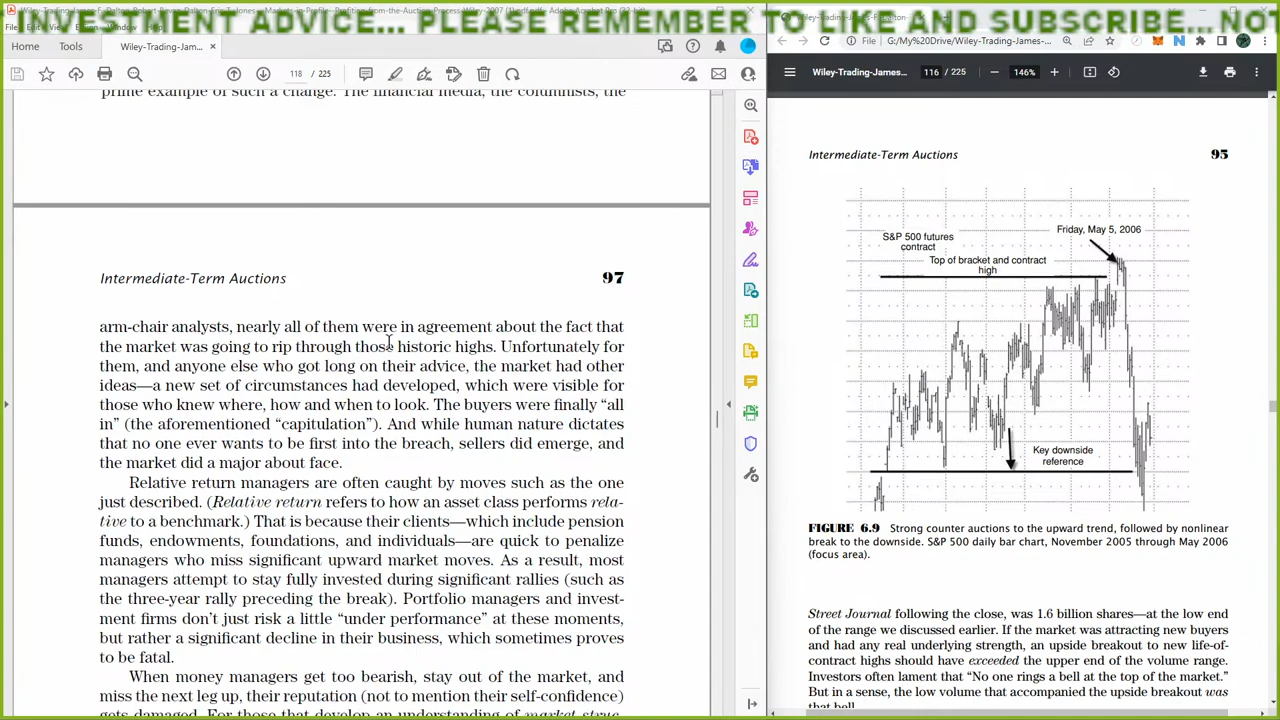 MENT ADVICE... PLEASE REMEMBER TO LIKE AND SUBSCRIBE... NOT
Home
Tools
Wiley-Trading-Jam...
118 / 225
prime example of such a change. The financial media, the columnists, the
Intermediate-Term Auctions 97
arm-chair analysts, nearly all of them were in agreement about the fact that
the market was going to rip through those historic highs. Unfortunately for
them, and anyone else who got long on their advice, the market had other
ideas—a new set of circumstances had developed, which were visible for
those who knew where, how and when to look. The buyers were finally “all
in” (the aforementioned “capitulation”). And while human nature dictates
that no one ever wants to be first into the breach, sellers did emerge, and
the market did a major about face.
Relative return managers are often caught by moves such as the one
just described. (Relative return refers to how an asset class performs rela-
tive to a benchmark.) That is because their clients—which include pension
funds, endowments, foundations, and individuals—are quick to penalize
managers who miss significant upward market moves. As a result, most
managers attempt to stay fully invested during significant rallies (such as
the three-year rally preceding the break). Portfolio managers and invest-
ment firms don’t just risk a little “under performance” at these moments,
but rather a significant decline in their business, which sometimes proves
to be fatal.
When money managers get too bearish, stay out of the market, and
miss the next leg up, their reputation (not to mention their self-confidence)
gets damaged. For those that develop an understanding of market struc-
File
G:/My%20Drive/Wiley-Trading-James-...
Wiley-Trading-James...
116 / 225
146%
Intermediate-Term Auctions 95
S&P 500 futures
contract
Friday, May 5, 2006
Top of bracket and contract
high
Key downside
reference
FIGURE 6.9 Strong counter auctions to the upward trend, followed by nonlinear
break to the downside. S&P 500 daily bar chart, November 2005 through May 2006
(focus area).
Street Journal following the close, was 1.6 billion shares—at the low end
of the range we discussed earlier. If the market was attracting new buyers
and had any real underlying strength, an upside breakout to new life-of-
contract highs should have exceeded the upper end of the volume range.
Investors often lament that “No one rings a bell at the top of the market.”
But in a sense, the low volume that accompanied the upside breakout was
that bell.